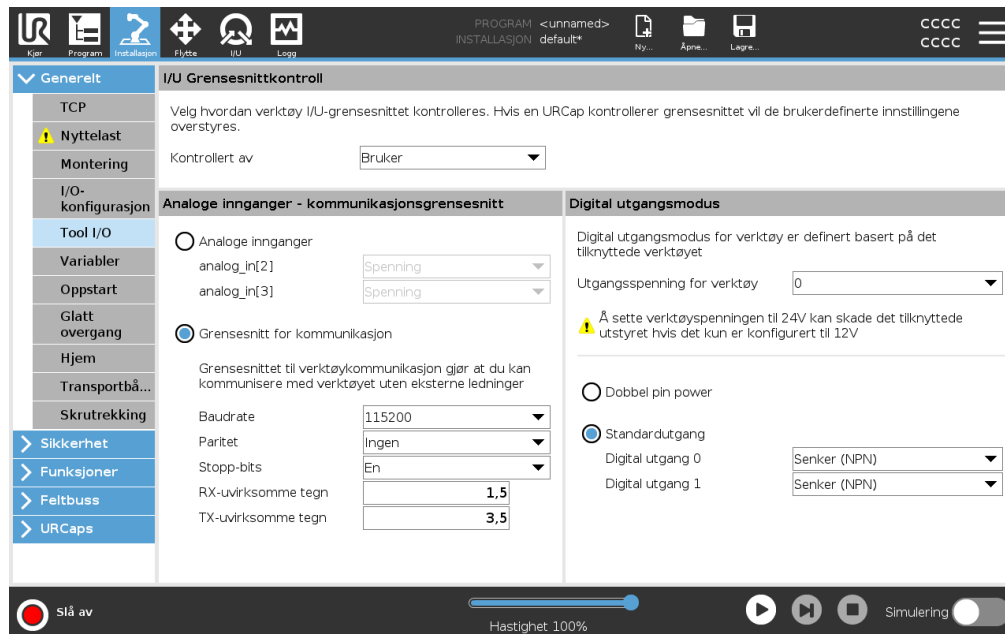 UR
Kjør
Program
Installasjon
Flytte
I/U
Logg
PROGRAM <unnamed>
INSTALLASJON default*
Ny...
Åpne...
Lagre...
CCCC
CCCC
Generelt
TCP
Nyttelast
Montering
I/O-
konfigurasjon
Tool I/O
Variabler
Oppstart
Glatt
overgang
Hjem
Transportbå...
Skrutrekking
Sikkerhet
Funksjoner
Feltbuss
URCaps
I/U Grensesnittkontroll
Velg hvordan verktøy I/U-grensesnittet kontrolleres. Hvis en URCap kontrollerer grensesnittet vil de brukerdefinerte innstillingene
overstyres.
Kontrollert av Bruker
Analoge innganger - kommunikasjonsgrensesnitt
Analoge innganger
analog_in[2] Spenning
analog_in[3] Spenning
Grensesnitt for kommunikasjon
Grensesnittet til verktøykommunikasjon gjør at du kan
kommunisere med verktøyet uten eksterne ledninger
Baudrate 115200
Paritet Ingen
Stopp-bits En
RX-uvirksomme tegn 1,5
TX-uvirksomme tegn 3,5
Digital utgangsmodus
Digital utgangsmodus for verktøy er definert basert på det
tilknyttede verktøyet
Utgangsspenning for verktøy 0
Å sette verktøyspenningen til 24V kan skade det tilknyttede
utstyret hvis det kun er konfigurert til 12V
Dobbel pin power
Standardutgang
Digital utgang 0 Senker (NPN)
Digital utgang 1 Senker (NPN)
Slå av
Hastighet 100%
Simulering